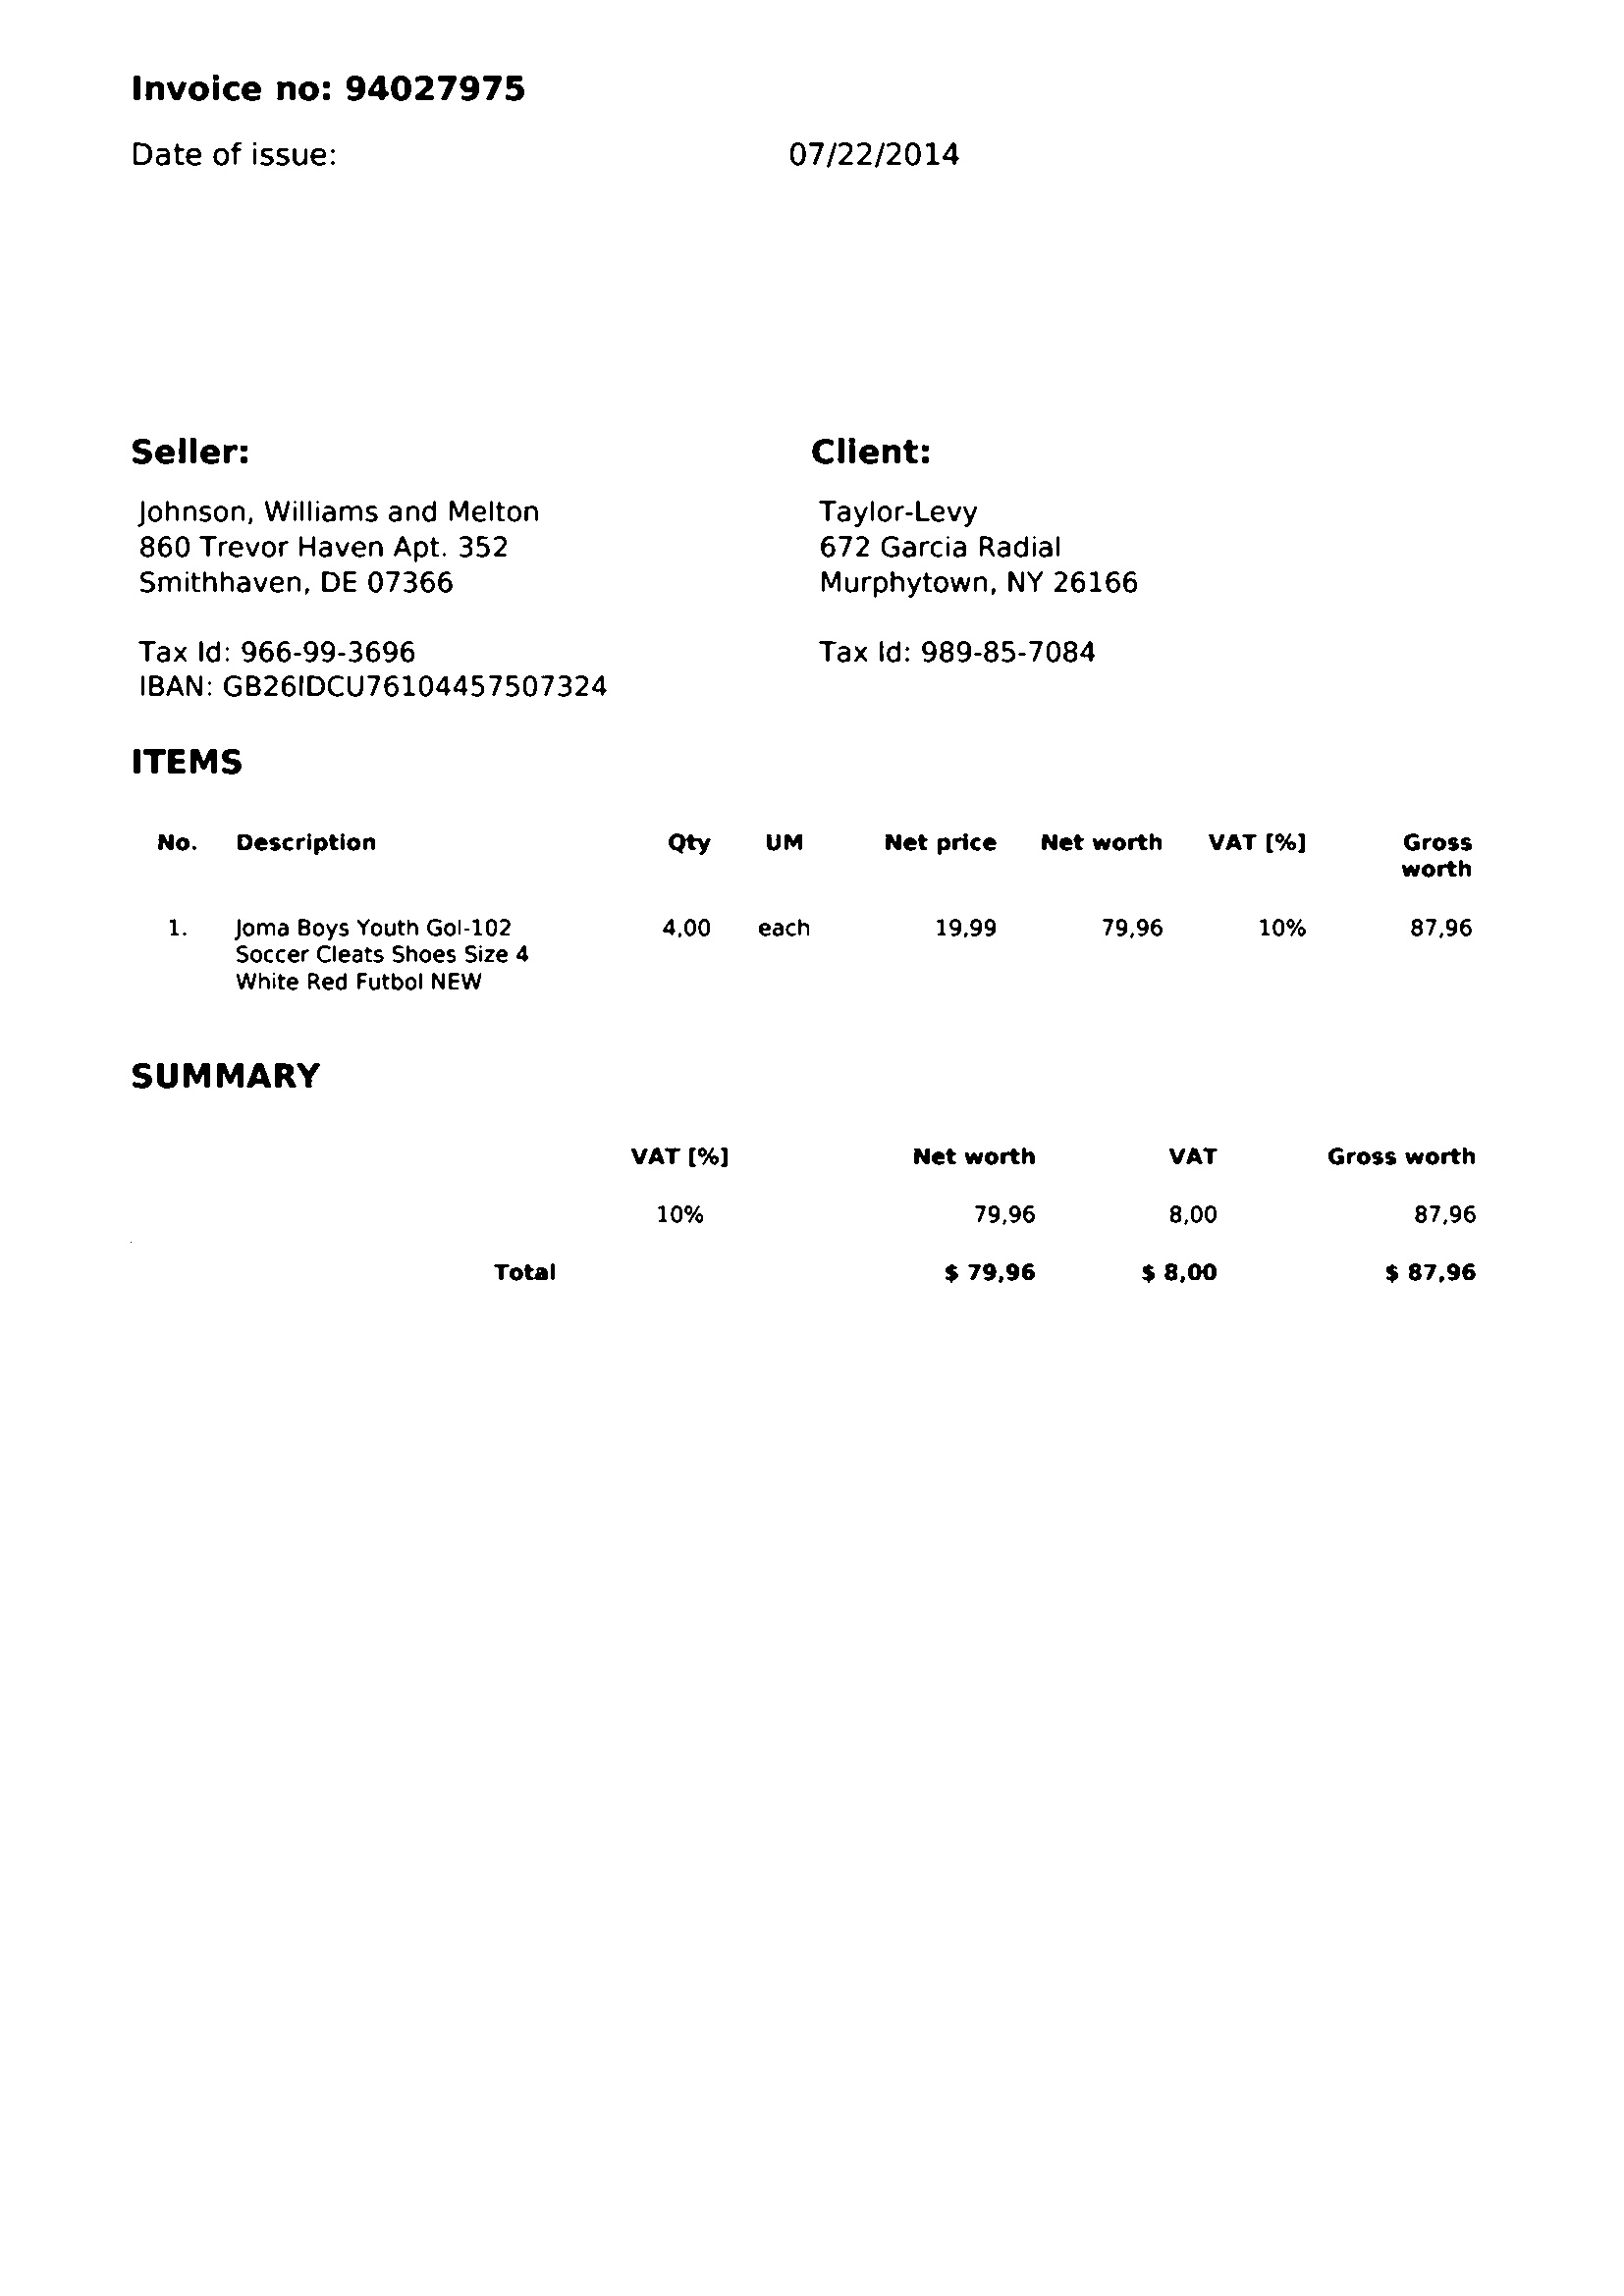 Invoice no: 94027975
Date of issue: 07/22/2014
Seller:
Johnson, Williams and Melton
860 Trevor Haven Apt. 352
Smithhaven, DE 07366
Tax Id: 966-99-3696
IBAN: GB26IDCU76104457507324
Client:
Taylor-Levy
672 Garcia Radial
Murphytown, NY 26166
Tax Id: 989-85-7084
ITEMS
No. Description Qty UM Net price Net worth VAT [%] Gross
worth
1. Joma Boys Youth Gol-102 4,00 each 19,99 79,96 10% 87,96
Soccer Cleats Shoes Size 4
White Red Futbol NEW
SUMMARY
VAT [%] Net worth VAT Gross worth
10% 79,96 8,00 87,96
Total $ 79,96 $ 8,00 $ 87,96